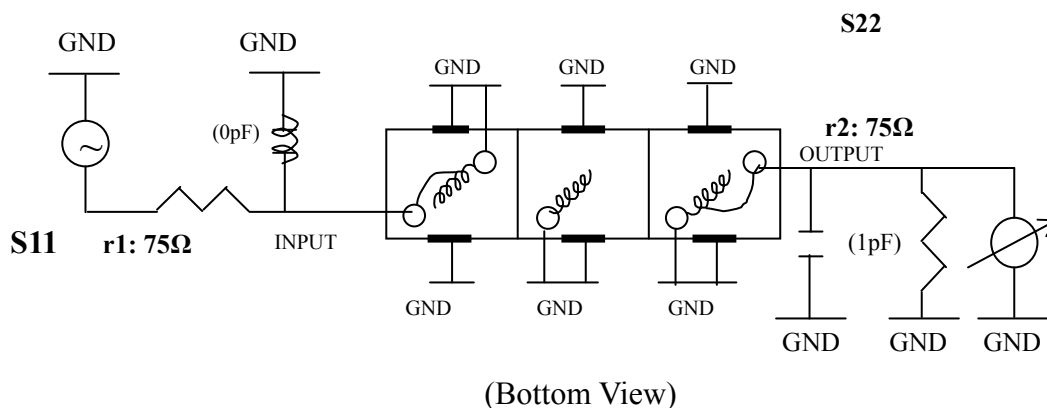 S22
GND
GND
GND
GND
GND
(0pF)
r2: 75Ω
OUTPUT
S11
r1: 75Ω
INPUT
(1pF)
GND
GND
GND
GND
GND
GND
(Bottom View)